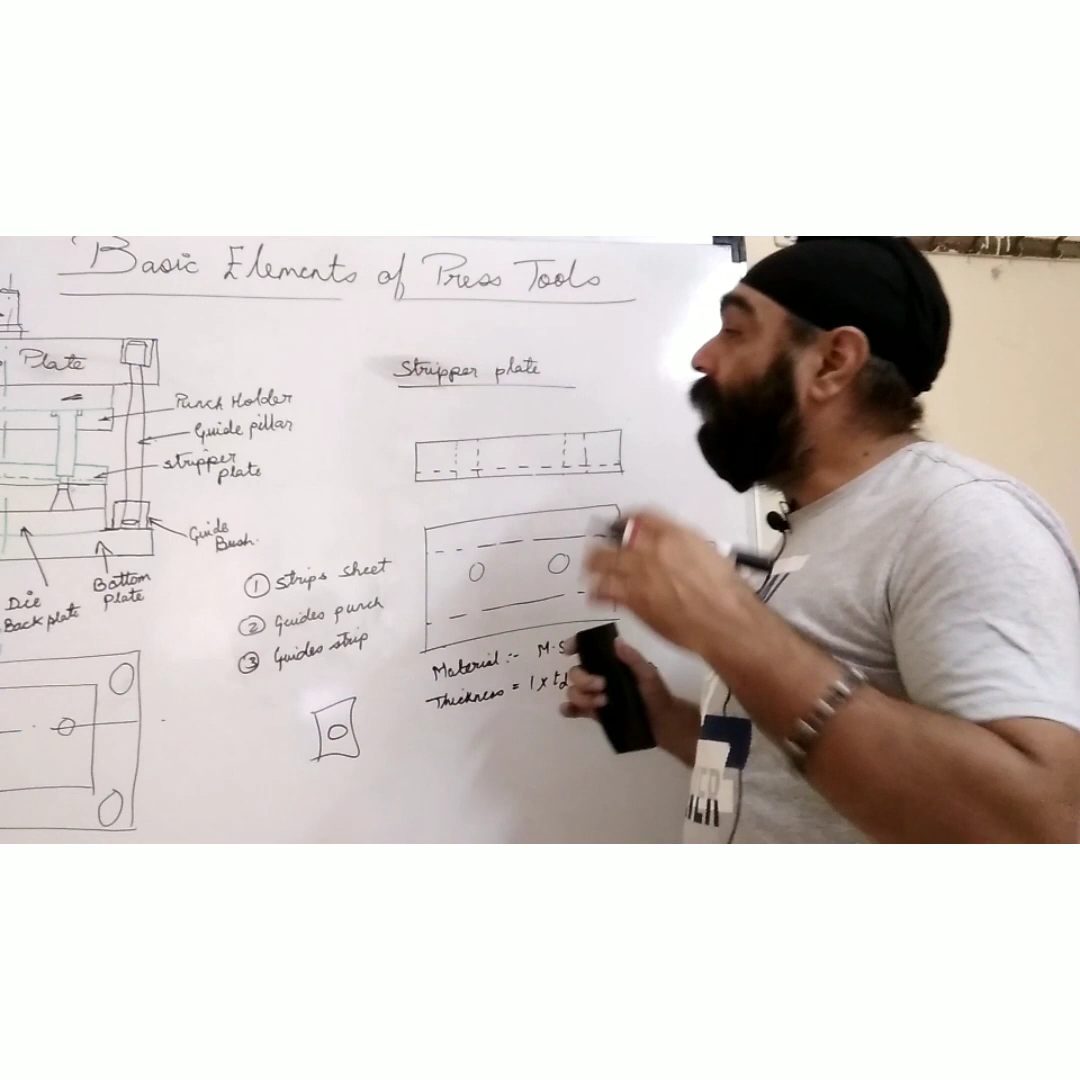 Basic Elements of Press Tools
Plate
Punch Holder
Guide pillar
stripper
plate
Guide
Bush.
Bottom
plate
Die
Back plate
① Strips sheet
② Guides punch
③ Guides strip
Stripper plate
Material :- M.S
Thickness = 1 x td